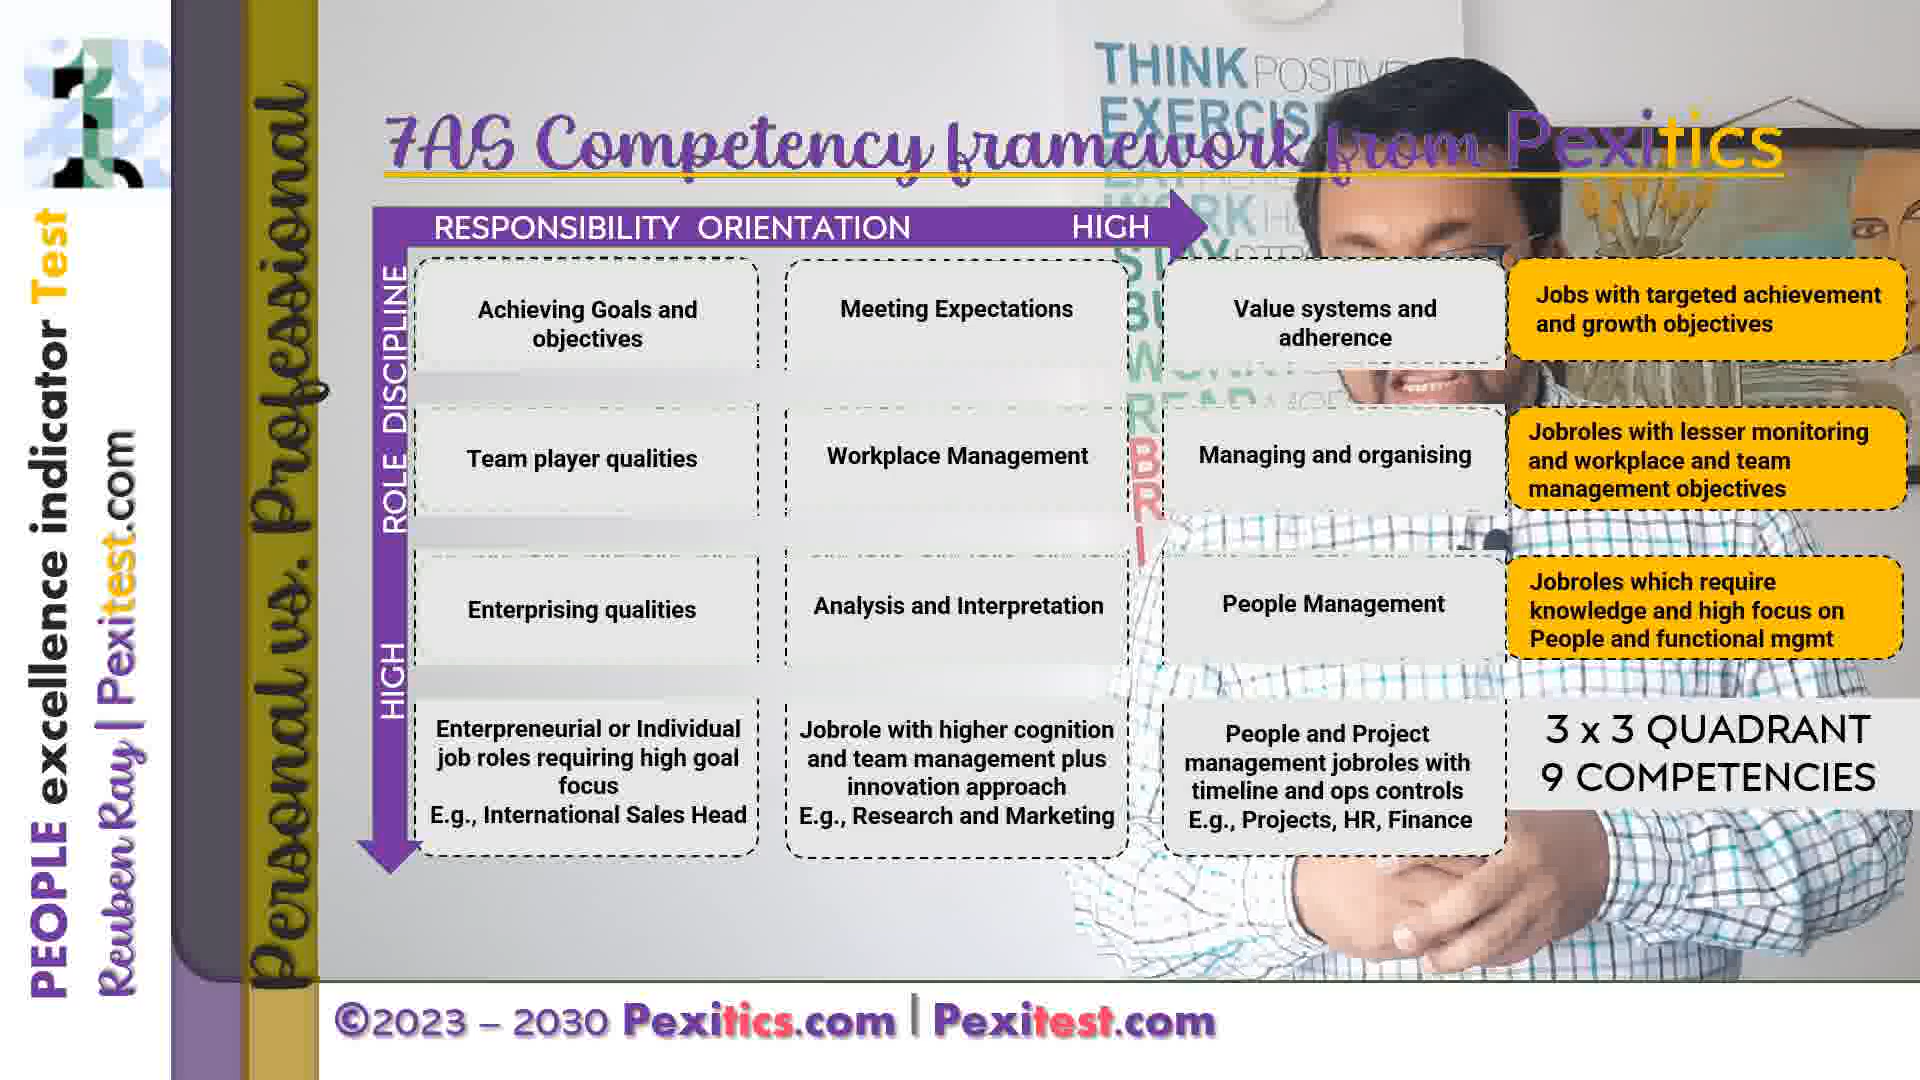 PEOPLE excellence indicator Test
Reuben Ray | Pexitest.com
Personal vs. Professional
7AS Competency framework from Pexitics
RESPONSIBILITY ORIENTATION HIGH
ROLE DISCIPLINE HIGH
Achieving Goals and
objectives
Meeting Expectations
Value systems and
adherence
Jobs with targeted achievement
and growth objectives
Team player qualities
Workplace Management
Managing and organising
Jobroles with lesser monitoring
and workplace and team
management objectives
Enterprising qualities
Analysis and Interpretation
People Management
Jobroles which require
knowledge and high focus on
People and functional mgmt
Enterpreneurial or Individual
job roles requiring high goal
focus
E.g., International Sales Head
Jobrole with higher cognition
and team management plus
innovation approach
E.g., Research and Marketing
People and Project
management jobroles with
timeline and ops controls
E.g., Projects, HR, Finance
3 x 3 QUADRANT
9 COMPETENCIES
THINK POSITIVE
EXERCISE
©2023 – 2030 Pexitics.com | Pexitest.com